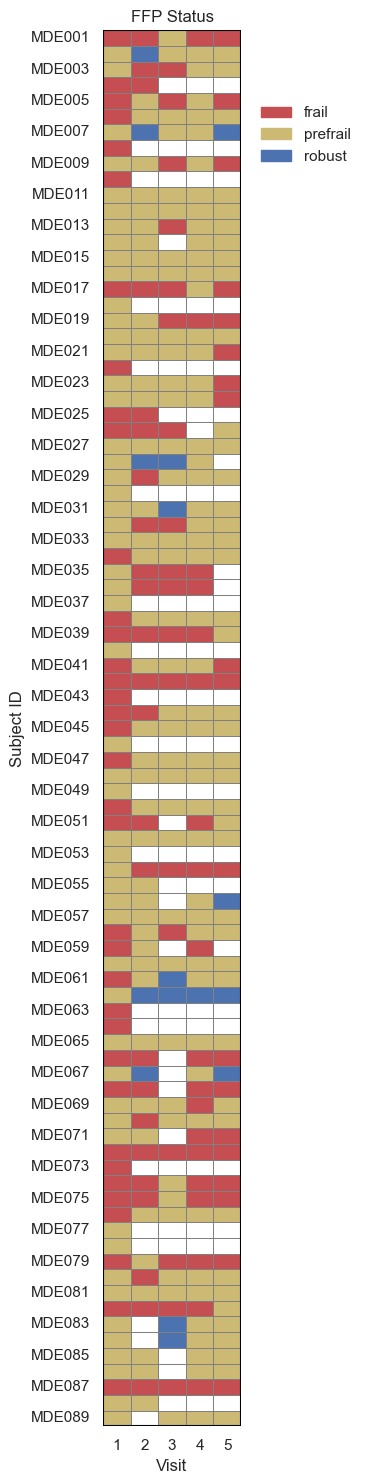 FFP Status
MDE001
MDE003
MDE005
MDE007
MDE009
MDE011
MDE013
MDE015
MDE017
MDE019
MDE021
MDE023
MDE025
MDE027
MDE029
MDE031
MDE033
MDE035
MDE037
MDE039
MDE041
MDE043
MDE045
MDE047
MDE049
MDE051
MDE053
MDE055
MDE057
MDE059
MDE061
MDE063
MDE065
MDE067
MDE069
MDE071
MDE073
MDE075
MDE077
MDE079
MDE081
MDE083
MDE085
MDE087
MDE089
Subject ID
1 2 3 4 5
Visit
frail
prefrail
robust